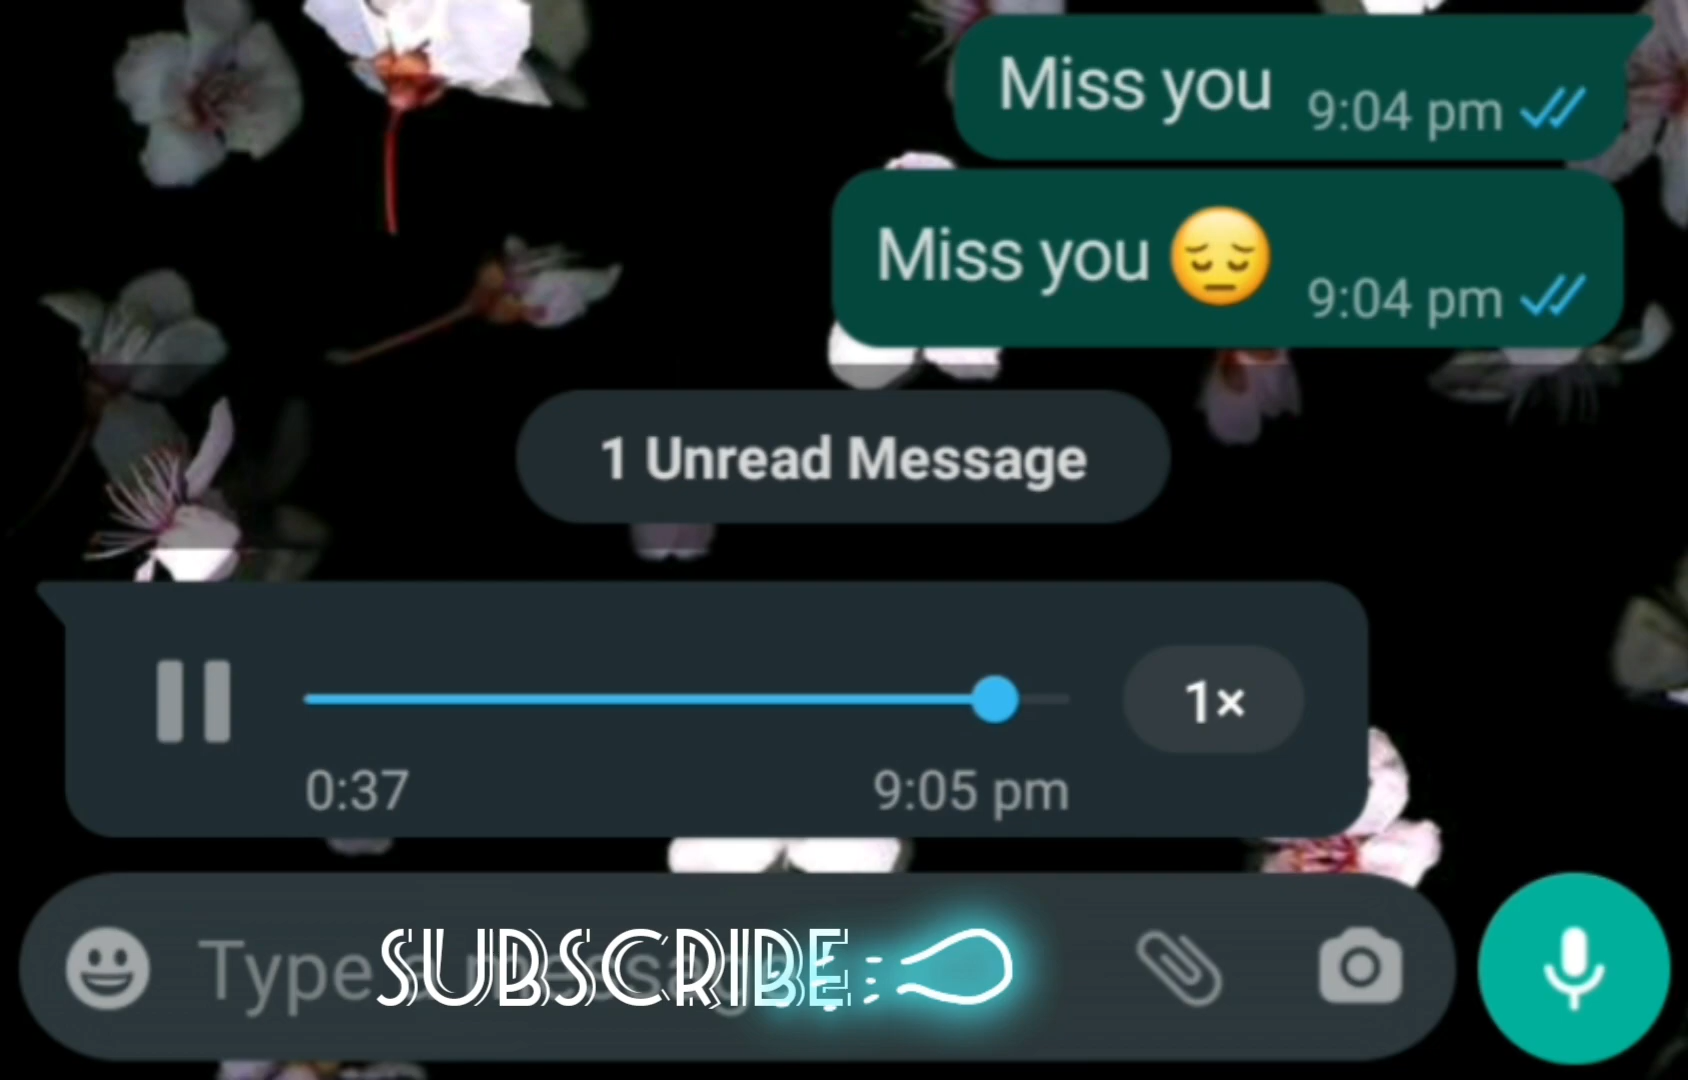 Miss you 9:04 pm
Miss you 😔 9:04 pm
1 Unread Message
1×
0:37 9:05 pm
Type a message
SUBSCRIBE